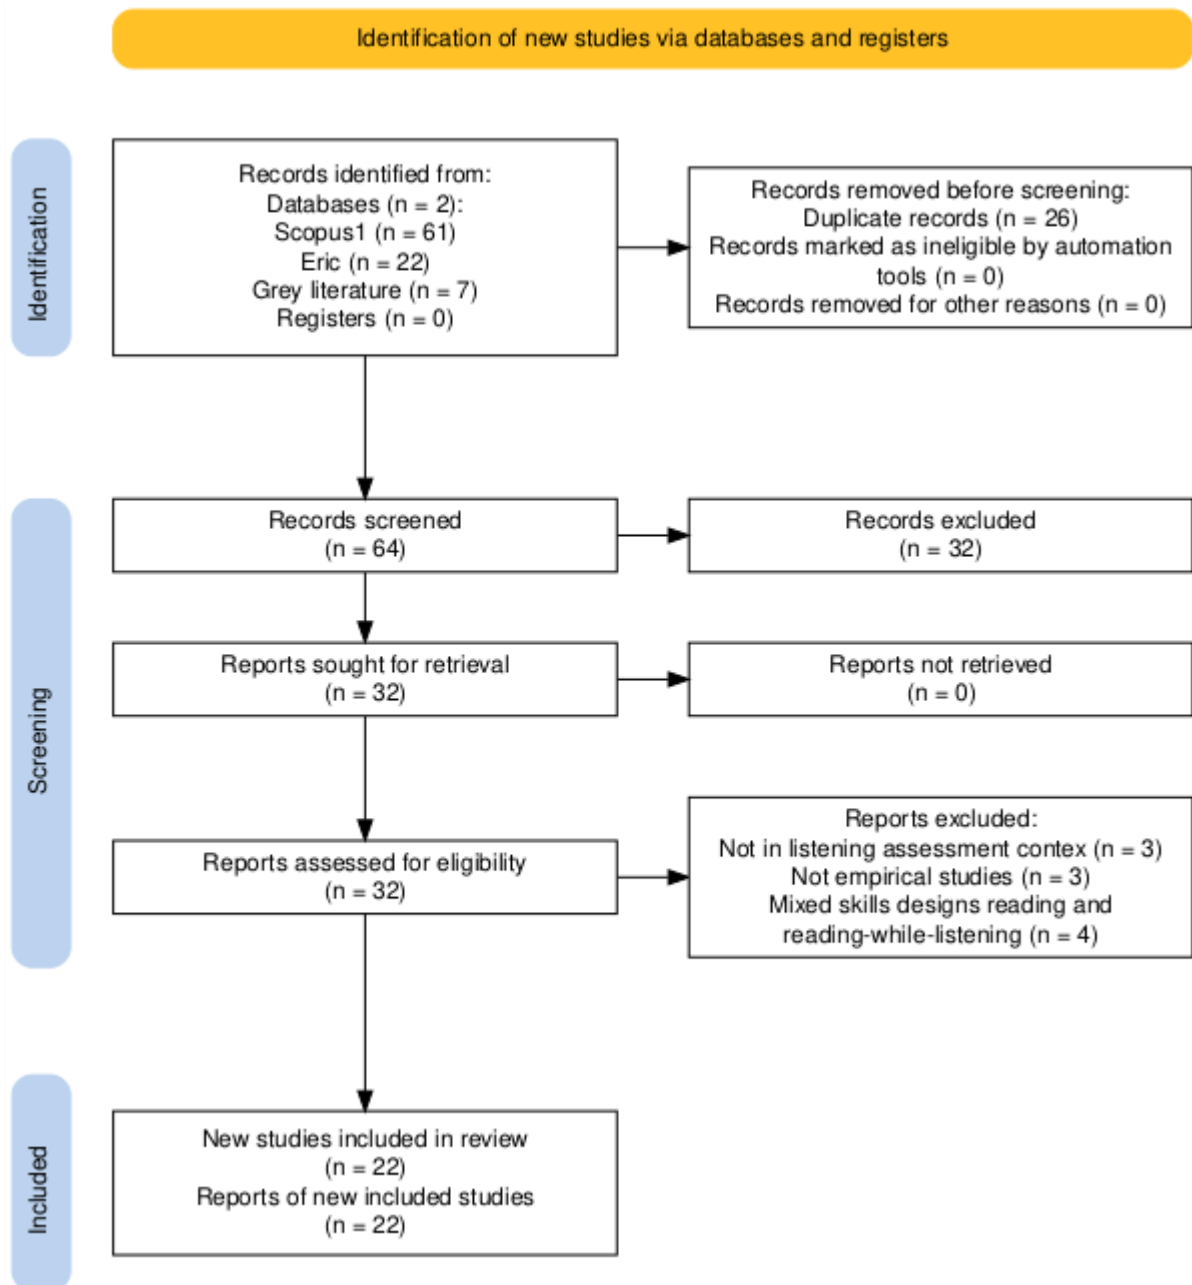 Identification of new studies via databases and registers
Identification
Records identified from:
Databases (n = 2):
Scopus1 (n = 61)
Eric (n = 22)
Grey literature (n = 7)
Registers (n = 0)
Records removed before screening:
Duplicate records (n = 26)
Records marked as ineligible by automation
tools (n = 0)
Records removed for other reasons (n = 0)
Screening
Records screened
(n = 64)
Records excluded
(n = 32)
Reports sought for retrieval
(n = 32)
Reports not retrieved
(n = 0)
Reports assessed for eligibility
(n = 32)
Reports excluded:
Not in listening assessment contex (n = 3)
Not empirical studies (n = 3)
Mixed skills designs reading and
reading-while-listening (n = 4)
Included
New studies included in review
(n = 22)
Reports of new included studies
(n = 22)